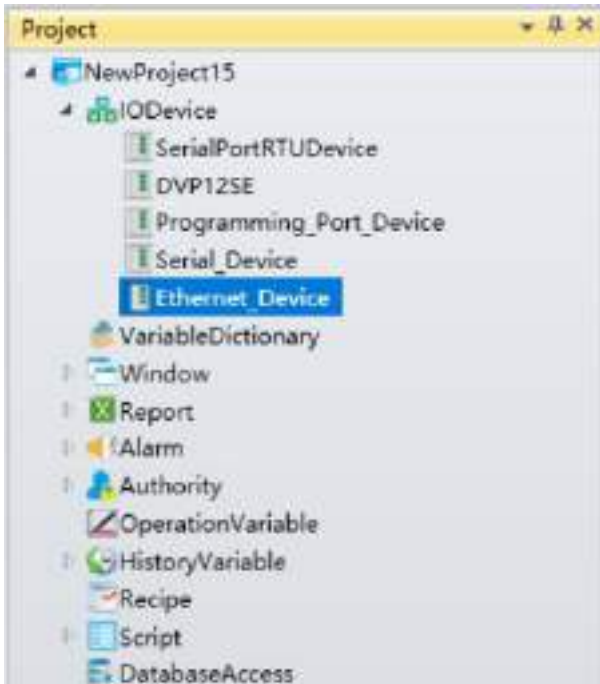 Project
NewProject15
IODevice
SerialPortRTUDevice
DVP12SE
Programming_Port_Device
Serial_Device
Ethernet_Device
VariableDictionary
Window
Report
Alarm
Authority
OperationVariable
HistoryVariable
Recipe
Script
DatabaseAccess